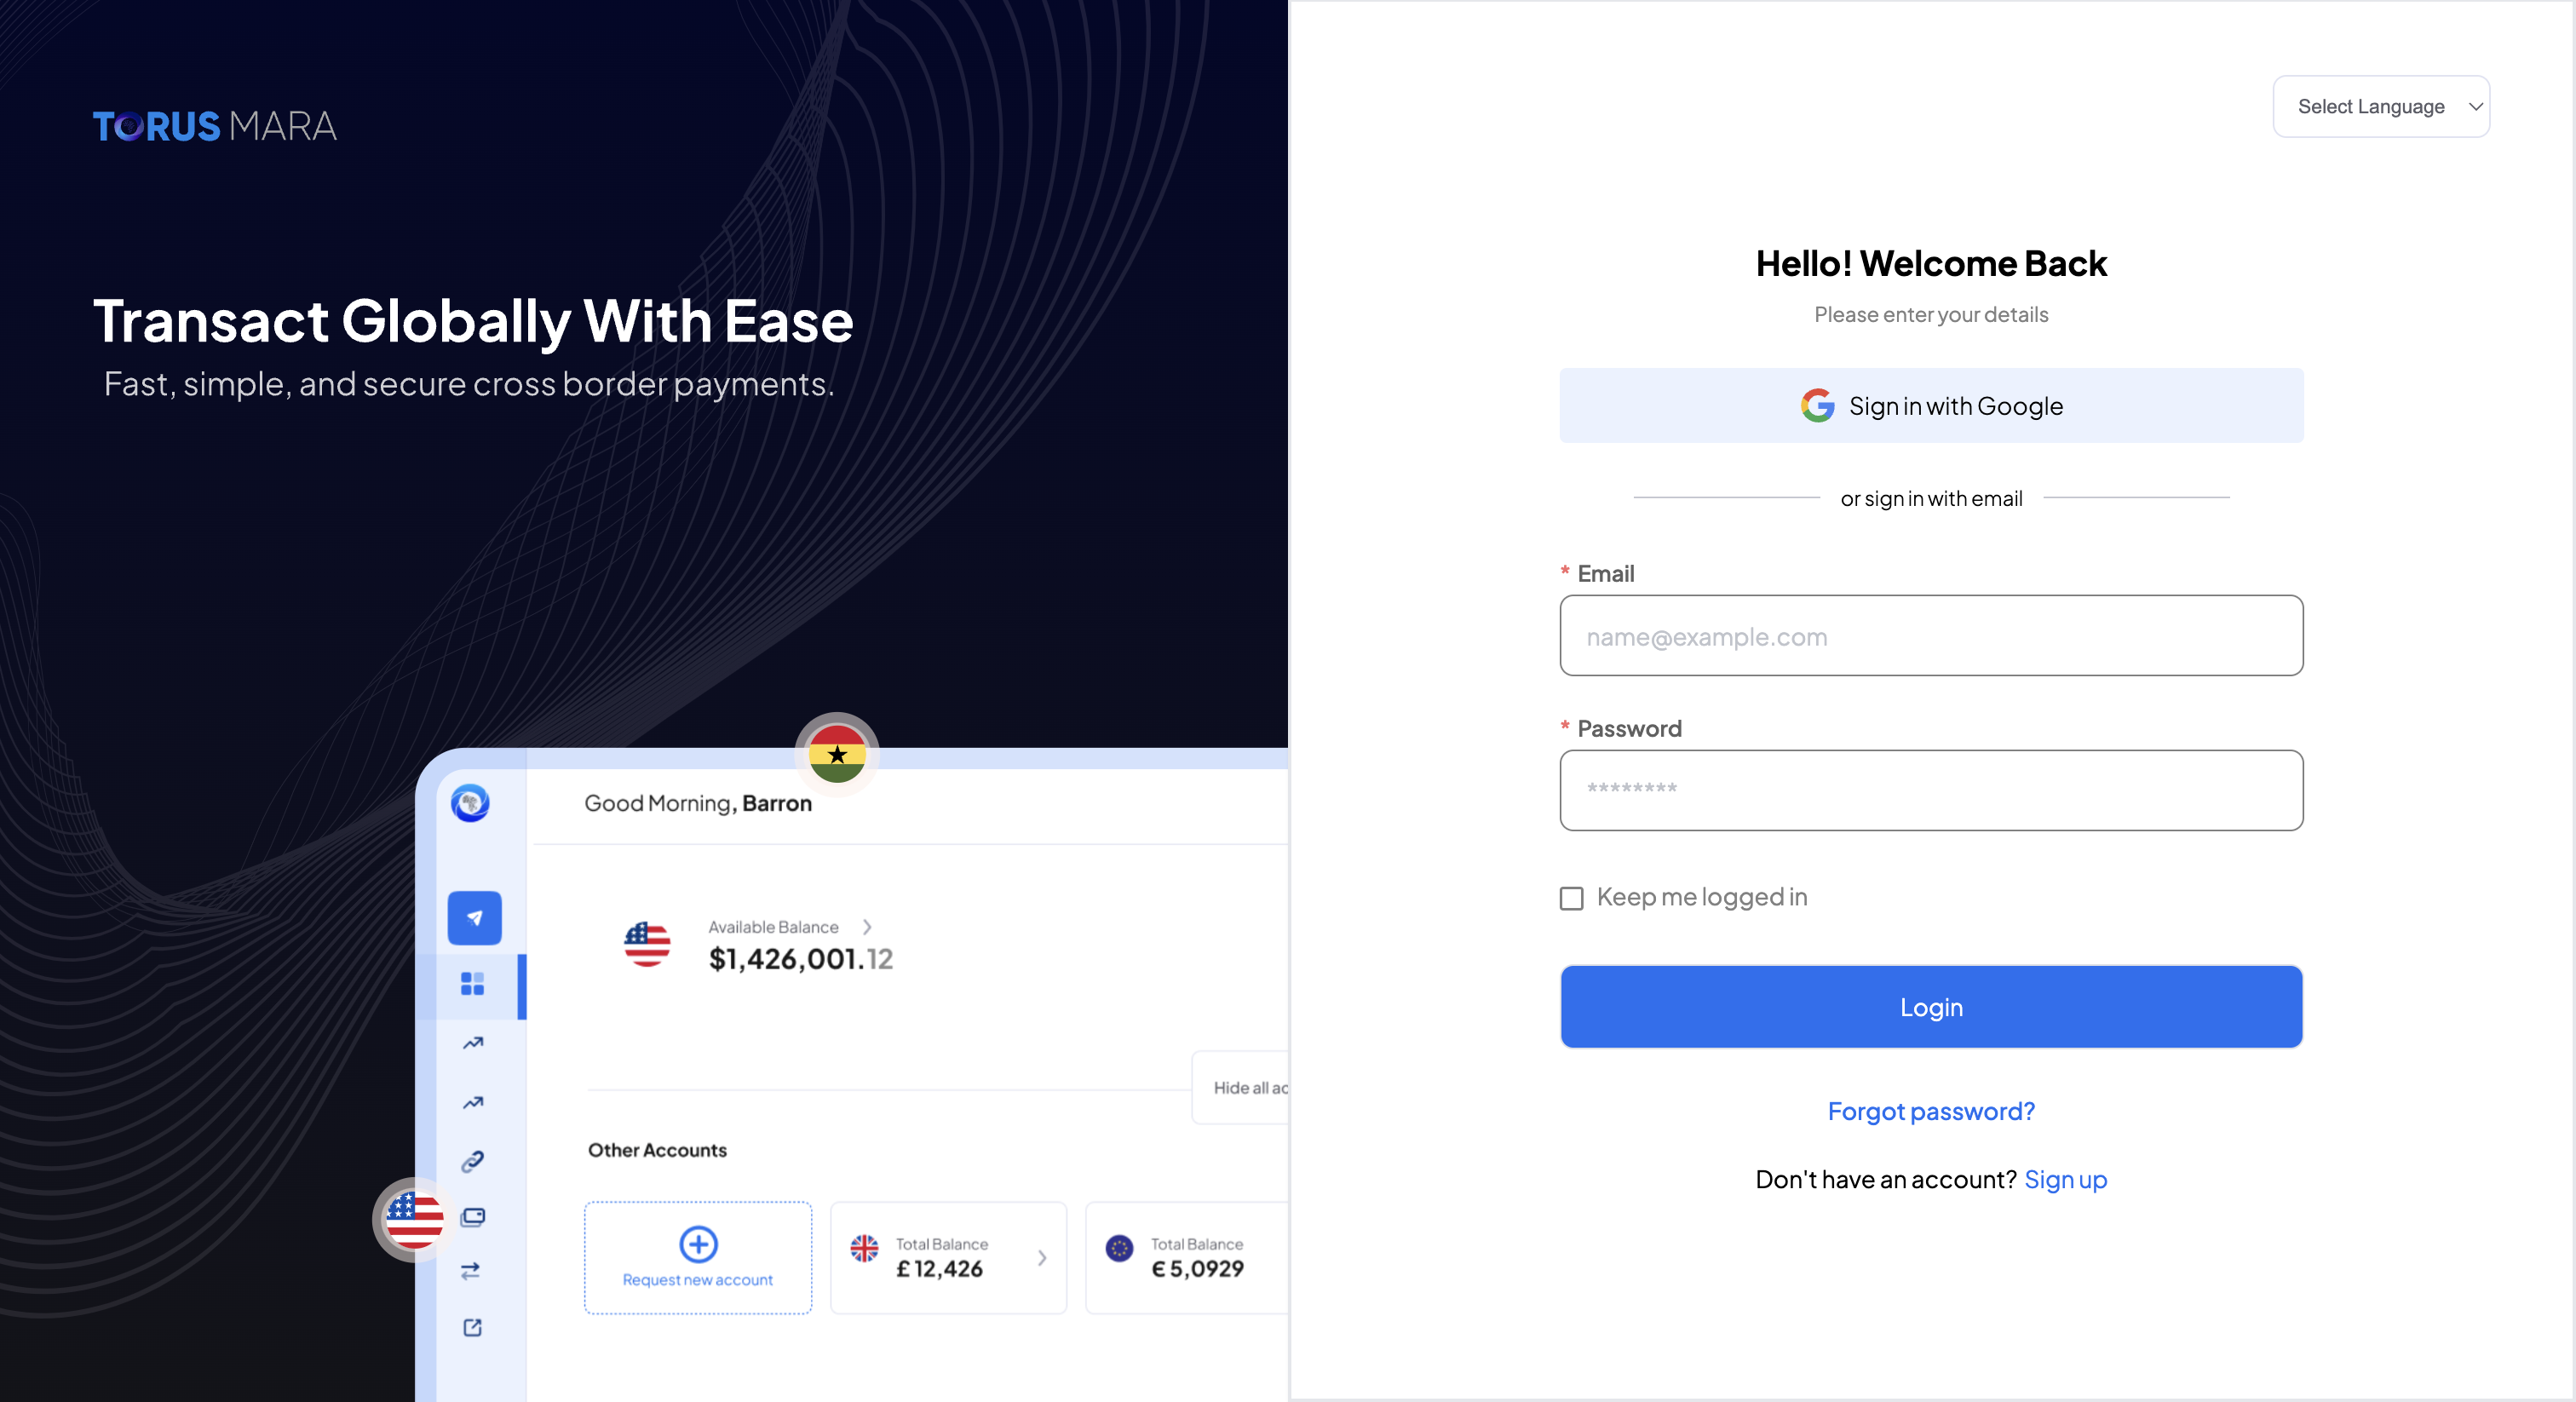 TORUS MARA
Transact Globally With Ease
Fast, simple, and secure cross border payments.
Good Morning, Barron
Available Balance
$1,426,001.12
Hide all ac
Other Accounts
Request new account
Total Balance
£ 12,426
Total Balance
€ 5,0929
Select Language
Hello! Welcome Back
Please enter your details
Sign in with Google
or sign in with email
* Email
name@example.com
* Password
********
Keep me logged in
Login
Forgot password?
Don't have an account? Sign up